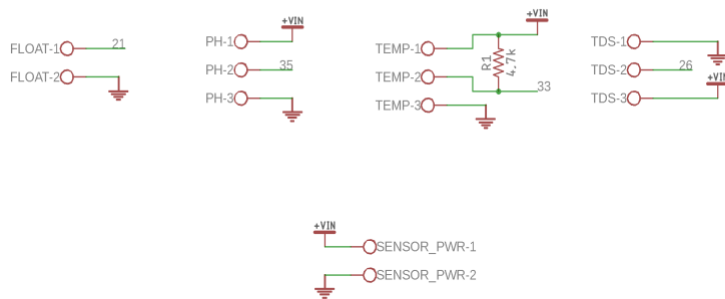 +VIN
+VIN
FLOAT-1 21
PH-1
TEMP-1
TDS-1
R1
4.7k
FLOAT-2
PH-2 35
TEMP-2
33
TDS-2 26
+VIN
PH-3
TEMP-3
TDS-3
+VIN
SENSOR_PWR-1
SENSOR_PWR-2